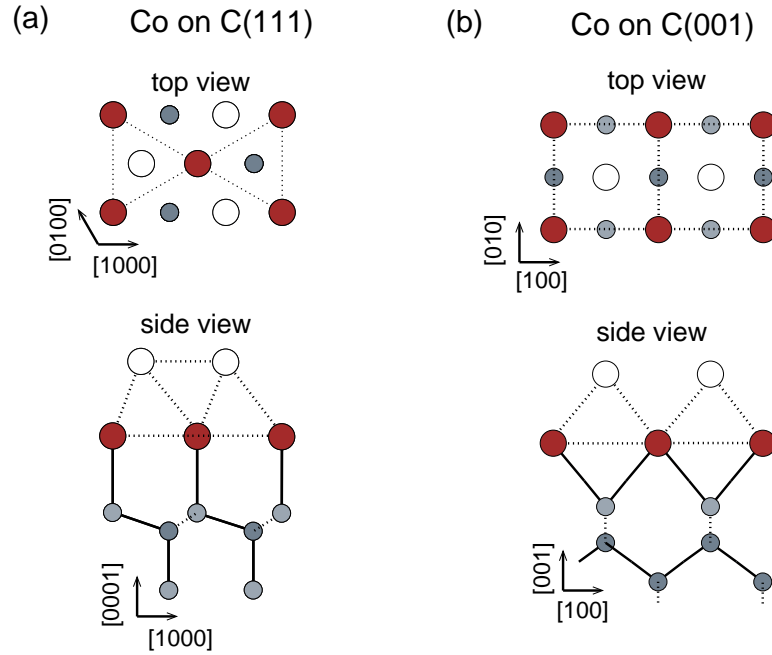 (a) Co on C(111)
top view
[0100]
[1000]
side view
[0001]
[1000]
(b) Co on C(001)
top view
[010]
[100]
side view
[001]
[100]